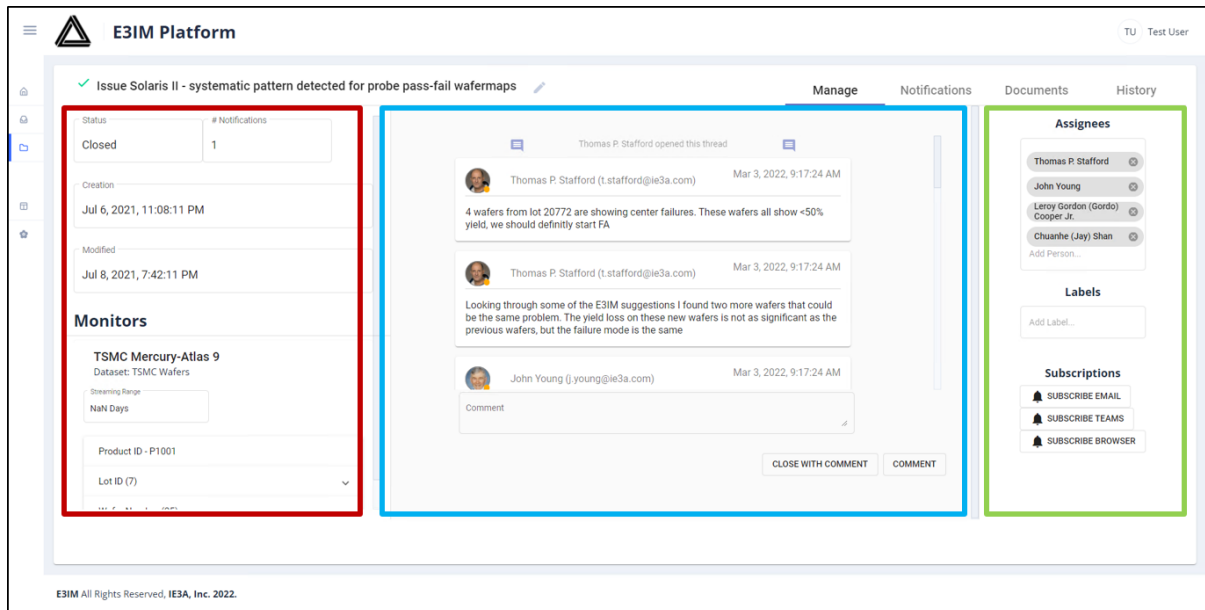 E3IM Platform
TU Test User
Issue Solaris II - systematic pattern detected for probe pass-fail wafermaps
Manage Notifications Documents History
Status
Closed
# Notifications
1
Creation
Jul 6, 2021, 11:08:11 PM
Modified
Jul 8, 2021, 7:42:11 PM
Monitors
TSMC Mercury-Atlas 9
Dataset: TSMC Wafers
Streaming Range
NaN Days
Product ID - P1001
Lot ID (7)
Thomas P. Stafford opened this thread
Thomas P. Stafford (t.stafford@ie3a.com) Mar 3, 2022, 9:17:24 AM
4 wafers from lot 20772 are showing center failures. These wafers all show <50%
yield, we should definitly start FA
Thomas P. Stafford (t.stafford@ie3a.com) Mar 3, 2022, 9:17:24 AM
Looking through some of the E3IM suggestions I found two more wafers that could
be the same problem. The yield loss on these new wafers is not as significant as the
previous wafers, but the failure mode is the same
John Young (j.young@ie3a.com) Mar 3, 2022, 9:17:24 AM
Comment
CLOSE WITH COMMENT COMMENT
Assignees
Thomas P. Stafford
John Young
Leroy Gordon (Gordo)
Cooper Jr.
Chuanhe (Jay) Shan
Add Person...
Labels
Add Label...
Subscriptions
SUBSCRIBE EMAIL
SUBSCRIBE TEAMS
SUBSCRIBE BROWSER
E3IM All Rights Reserved, IE3A, Inc. 2022.